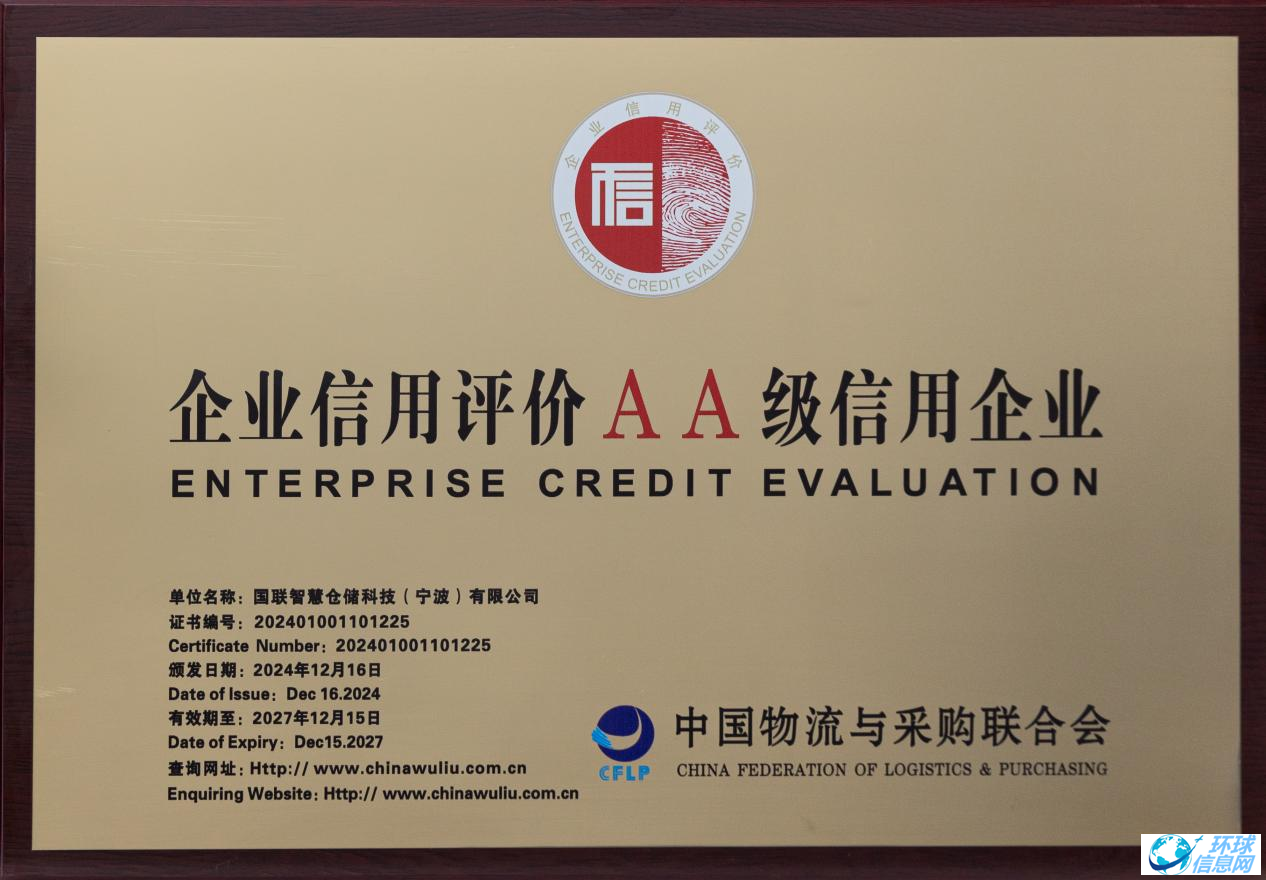 企业信用评价
信
ENTERPRISE CREDIT EVALUATION
企业信用评价AA级信用企业
ENTERPRISE CREDIT EVALUATION
单位名称：国联智慧仓储科技（宁波）有限公司
证书编号：202401001101225
Certificate Number：202401001101225
颁发日期：2024年12月16日
Date of Issue：Dec 16.2024
有效期至：2027年12月15日
Date of Expiry：Dec15.2027
查询网址：Http:// www.chinawuliu.com.cn
Enquiring Website：Http:// www.chinawuliu.com.cn
CFLP
中国物流与采购联合会
CHINA FEDERATION OF LOGISTICS & PURCHASING
环球
信息网